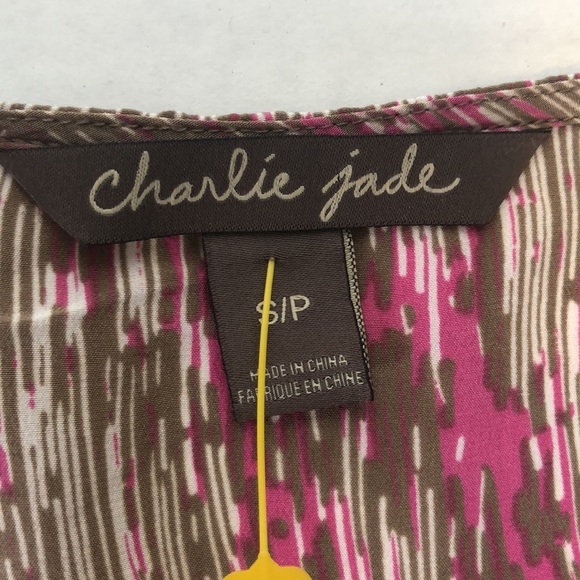 charlie jade
S/P
MADE IN CHINA
FABRIQUE EN CHINE